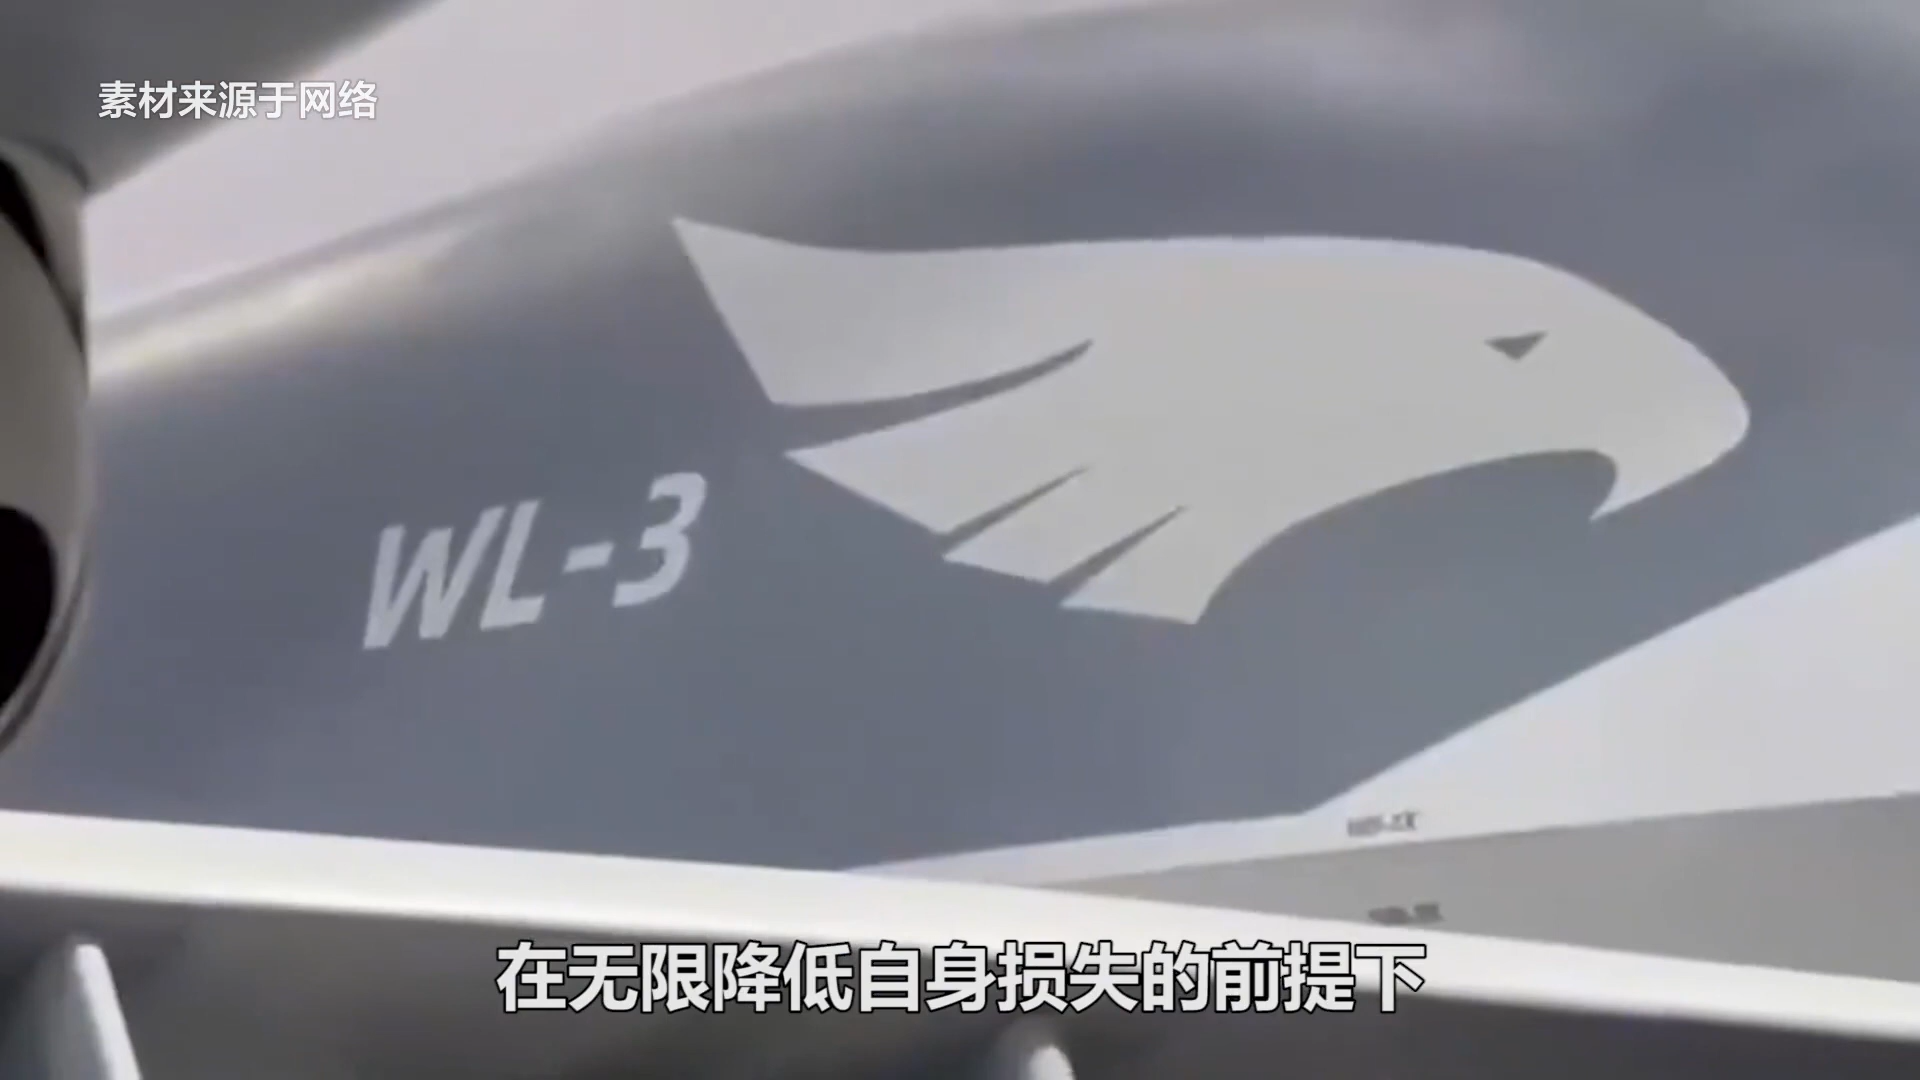 素材来源于网络
WL-3
在无限降低自身损失的前提下